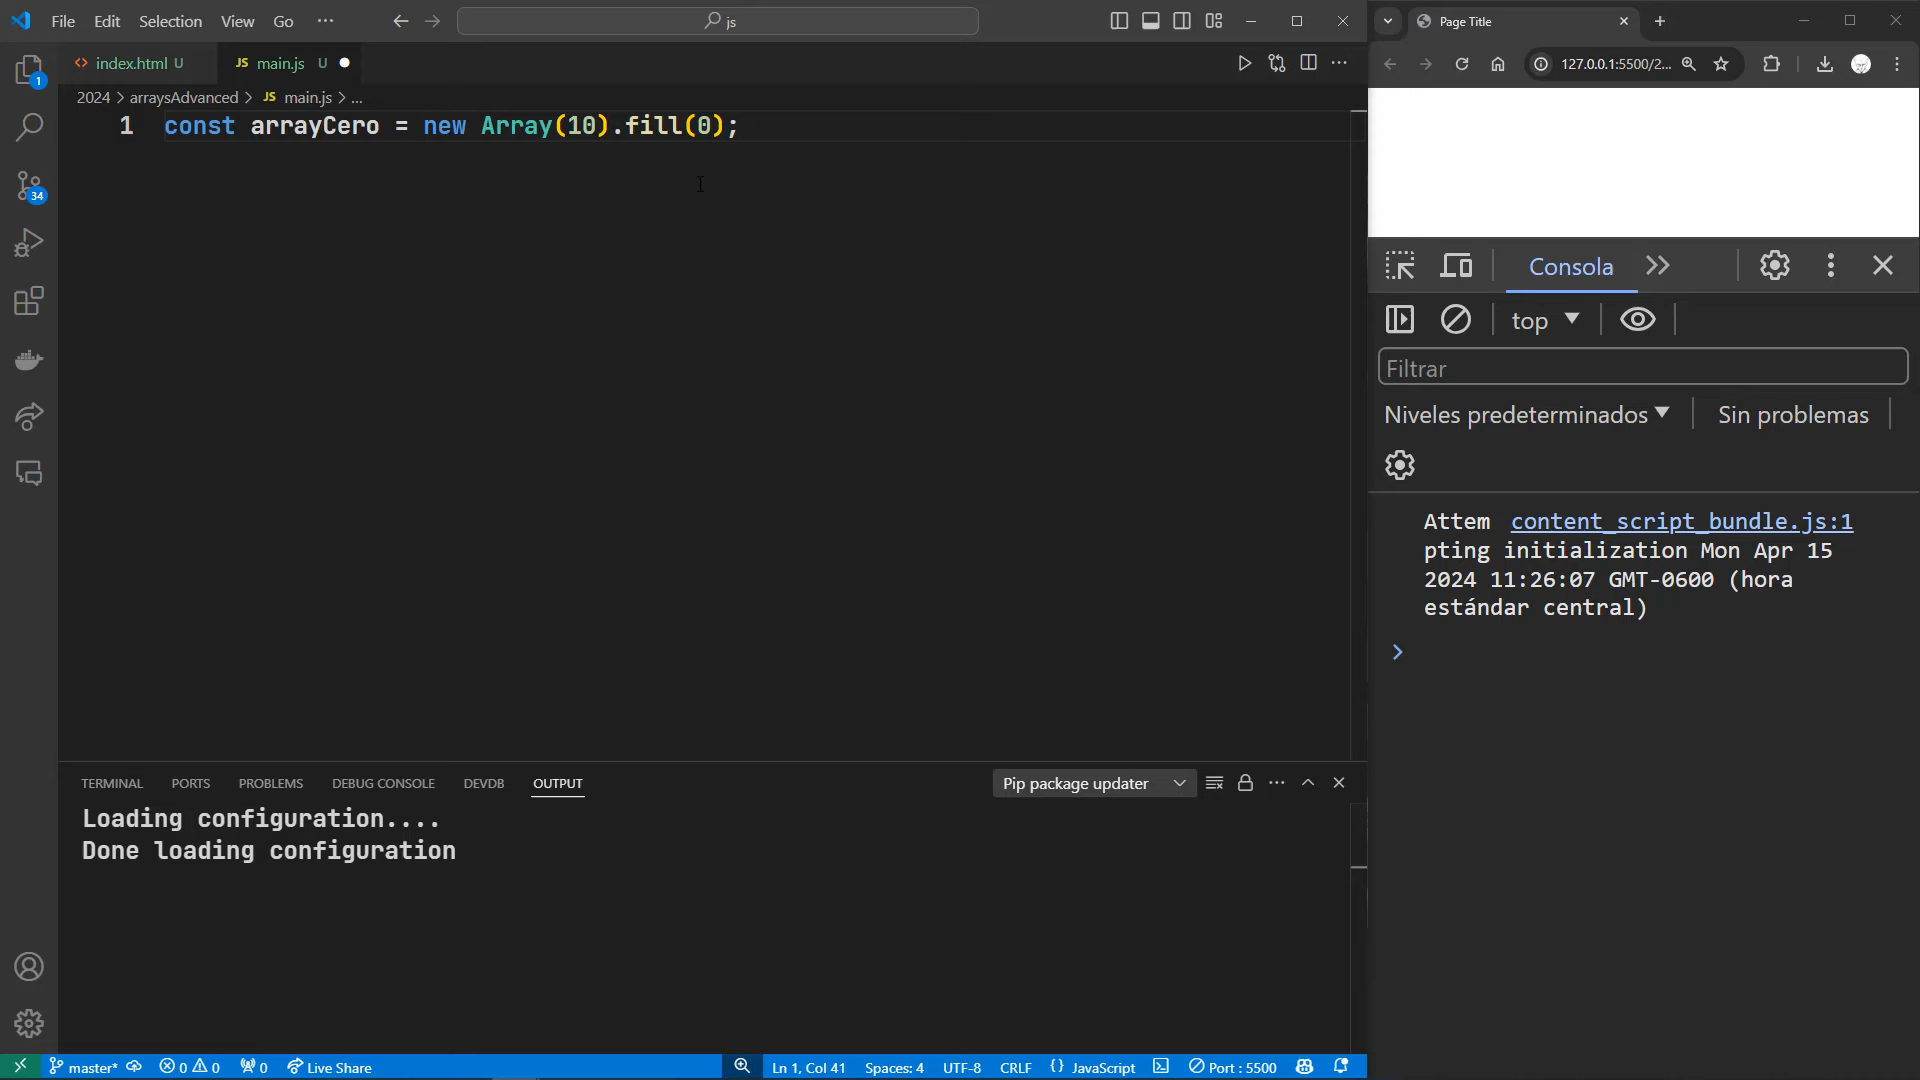 File Edit Selection View Go ... js
index.html U JS main.js U
2024 > arraysAdvanced > JS main.js > ...
1 const arrayCero = new Array(10).fill(0);
TERMINAL PORTS PROBLEMS DEBUG CONSOLE DEVDB OUTPUT Pip package updater
Loading configuration....
Done loading configuration
master* 0 0 0 Live Share Ln 1, Col 41 Spaces: 4 UTF-8 CRLF {} JavaScript Port : 5500
1
34
Page Title
127.0.0.1:5500/2...
Consola
top
Filtrar
Niveles predeterminados Sin problemas
Attem content_script_bundle.js:1
pting initialization Mon Apr 15
2024 11:26:07 GMT-0600 (hora
estándar central)